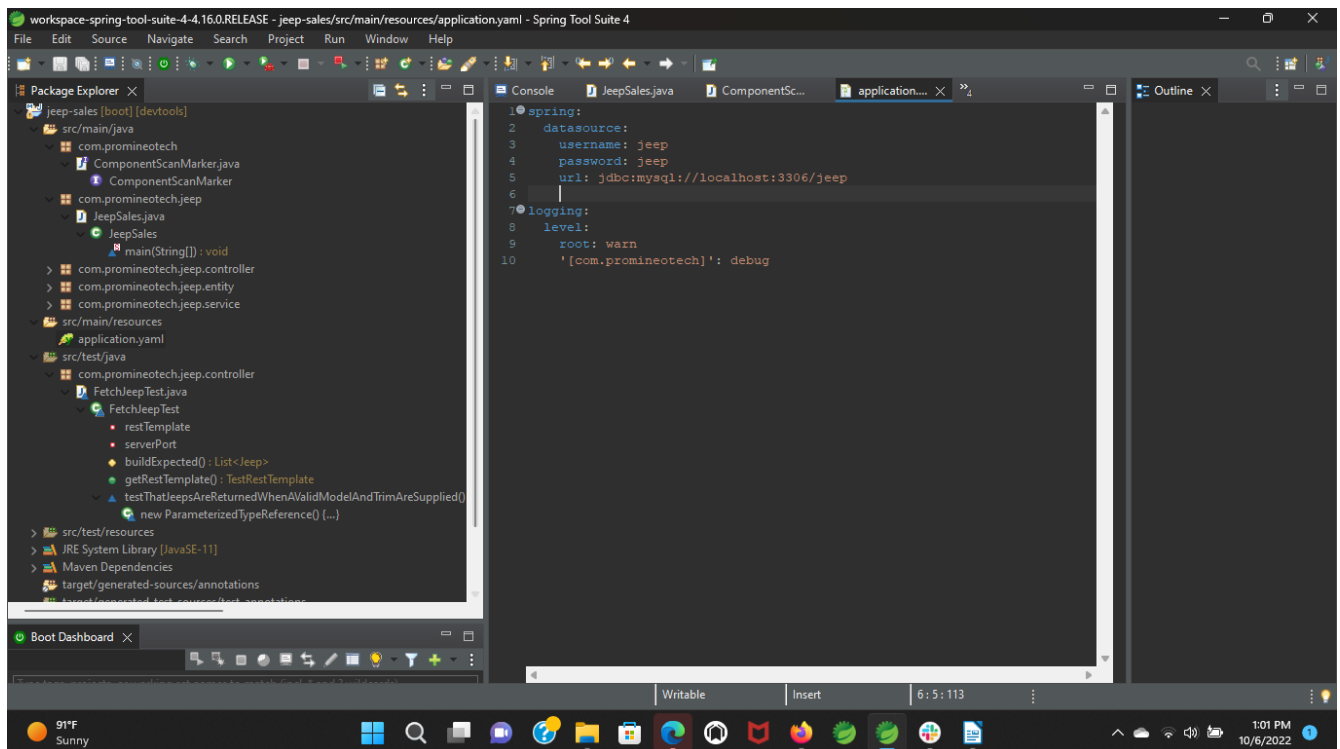 workspace-spring-tool-suite-4-4.16.0.RELEASE - jeep-sales/src/main/resources/application.yaml - Spring Tool Suite 4
File Edit Source Navigate Search Project Run Window Help
Package Explorer
jeep-sales [boot] [devtools]
src/main/java
com.promineotech
ComponentScanMarker.java
ComponentScanMarker
com.promineotech.jeep
JeepSales.java
JeepSales
main(String[]) : void
com.promineotech.jeep.controller
com.promineotech.jeep.entity
com.promineotech.jeep.service
src/main/resources
application.yaml
src/test/java
com.promineotech.jeep.controller
FetchJeepTest.java
FetchJeepTest
restTemplate
serverPort
buildExpected() : List<Jeep>
getRestTemplate() : TestRestTemplate
testThatJeepsAreReturnedWhenAValidModelAndTrimAreSupplied()
new ParameterizedTypeReference() {...}
src/test/resources
JRE System Library [JavaSE-11]
Maven Dependencies
target/generated-sources/annotations
target/generated-test-sources/test-annotations
Boot Dashboard
Console JeepSales.java ComponentSc... application.... 4
1 spring:
2 datasource:
3 username: jeep
4 password: jeep
5 url: jdbc:mysql://localhost:3306/jeep
6
7 logging:
8 level:
9 root: warn
10 '[com.promineotech]': debug
Outline
Writable Insert 6 : 5 : 113
91°F
Sunny
1:01 PM
10/6/2022
1